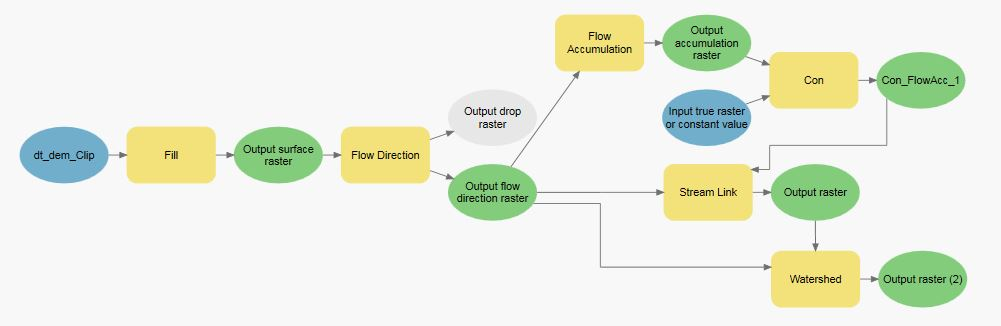 Flow
Accumulation
Output
accumulation
raster
Con
Con_FlowAcc_1
Output drop
raster
Input true raster
or constant value
dt_dem_Clip
Fill
Output surface
raster
Flow Direction
Output flow
direction raster
Stream Link
Output raster
Watershed
Output raster (2)